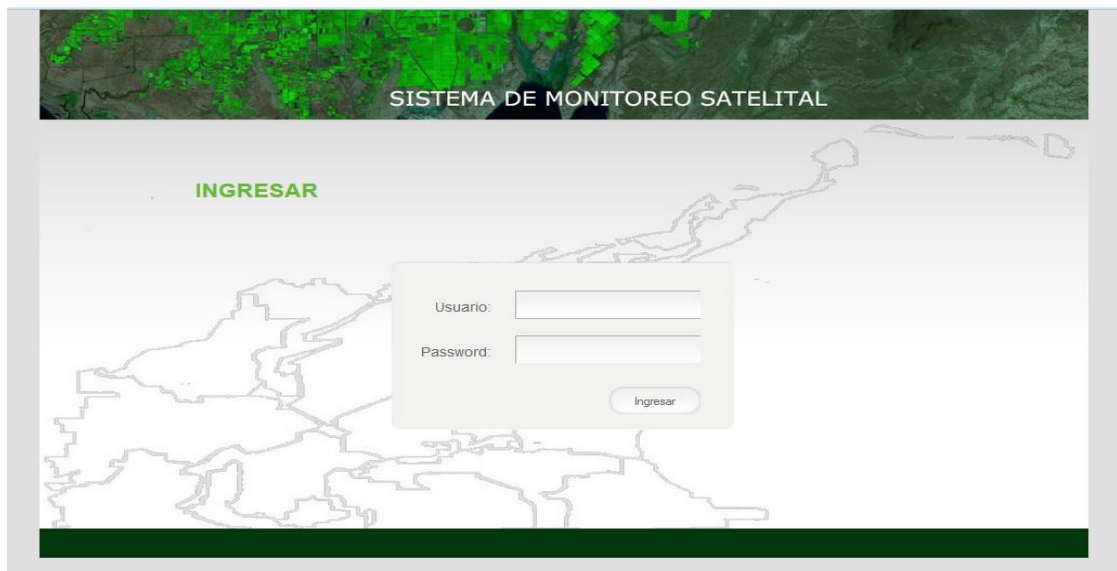 SISTEMA DE MONITOREO SATELITAL
INGRESAR
Usuario:
Password:
Ingresar